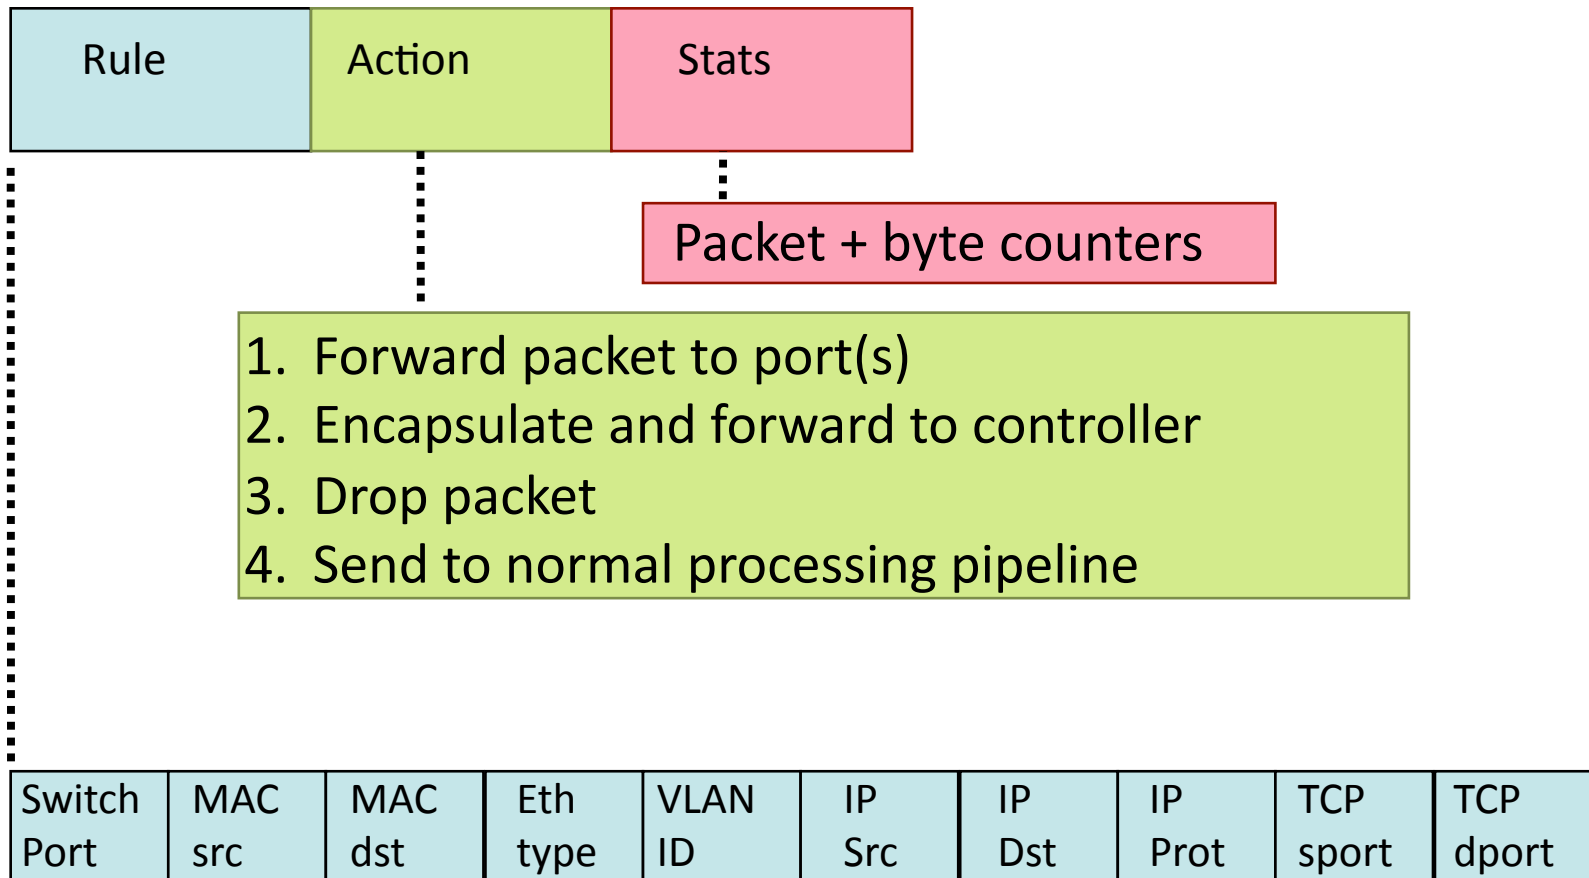 Rule Action Stats
Packet + byte counters
1. Forward packet to port(s)
2. Encapsulate and forward to controller
3. Drop packet
4. Send to normal processing pipeline
Switch Port
MAC src
MAC dst
Eth type
VLAN ID
IP Src
IP Dst
IP Prot
TCP sport
TCP dport